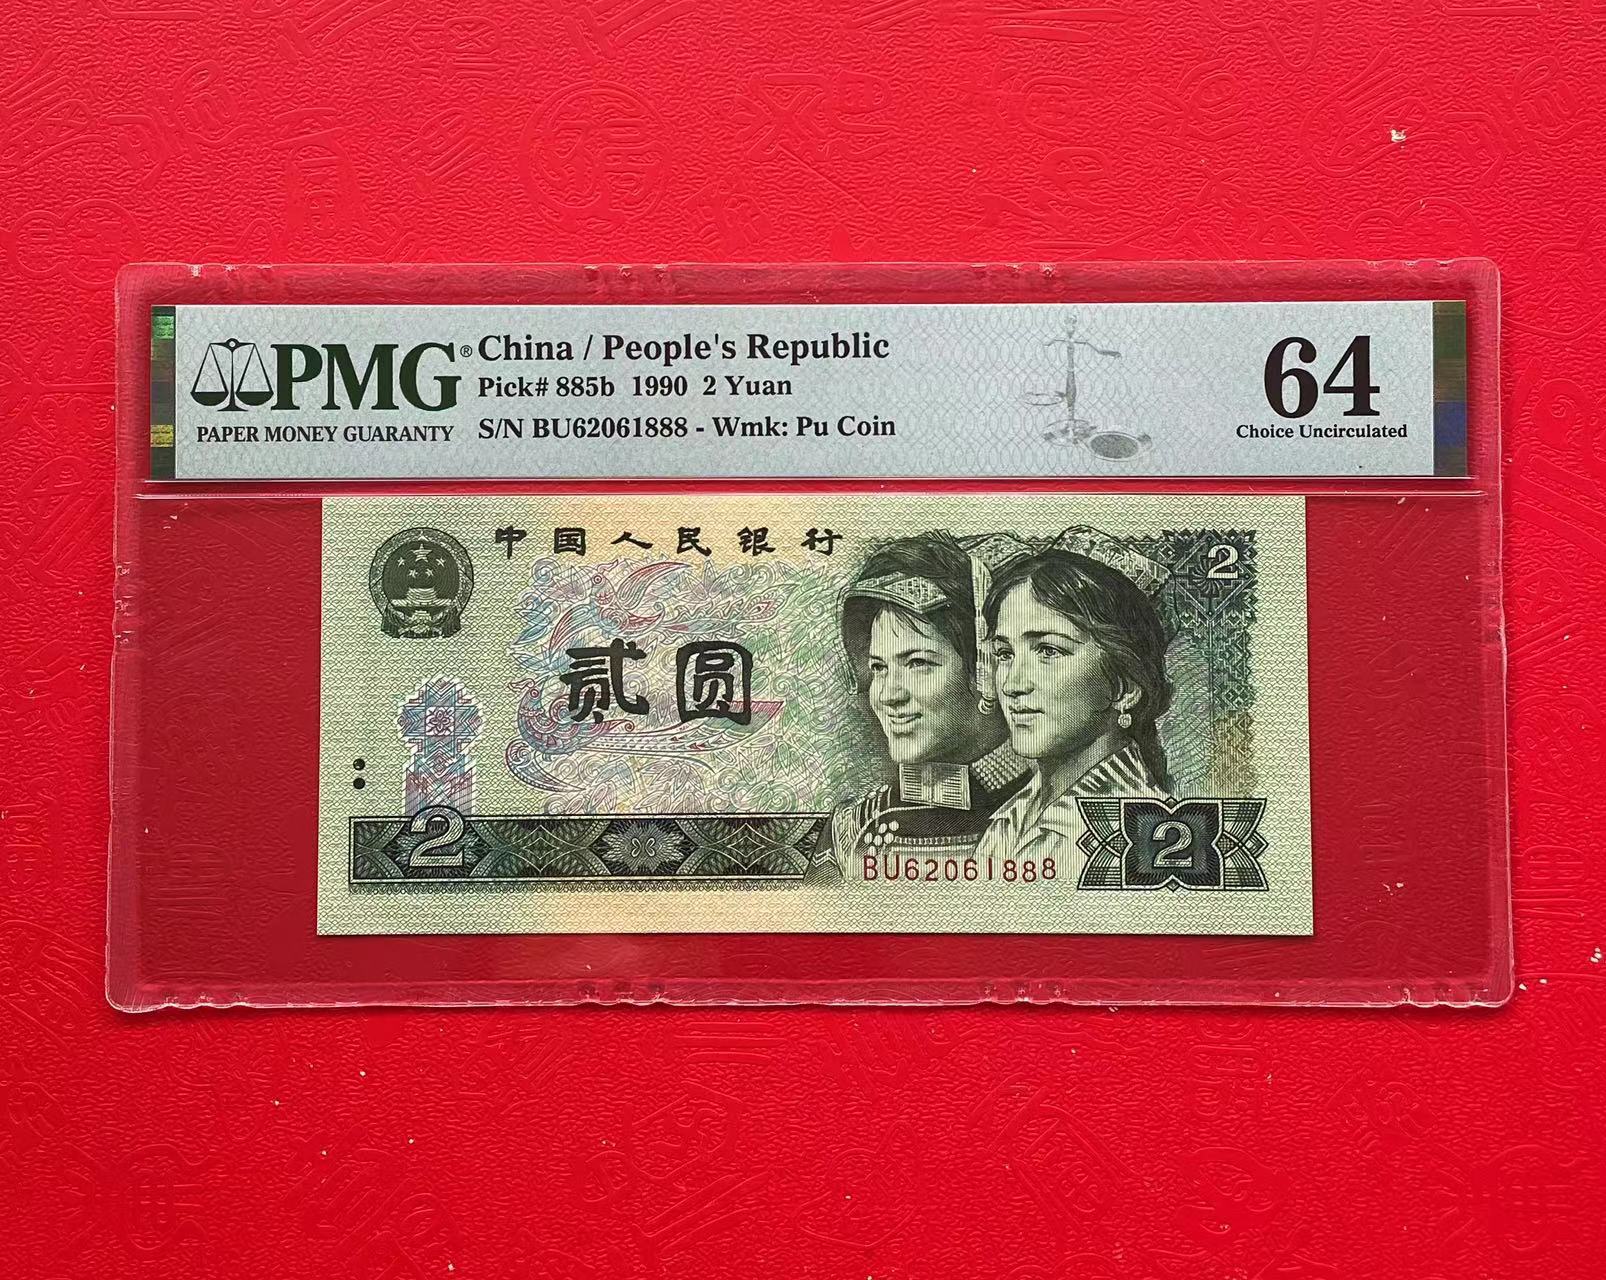 PMG®
PAPER MONEY GUARANTY
China / People's Republic
Pick# 885b 1990 2 Yuan
S/N BU62061888 - Wmk: Pu Coin
64
Choice Uncirculated
中国人民银行
2
贰圆
2
BU62061888
2